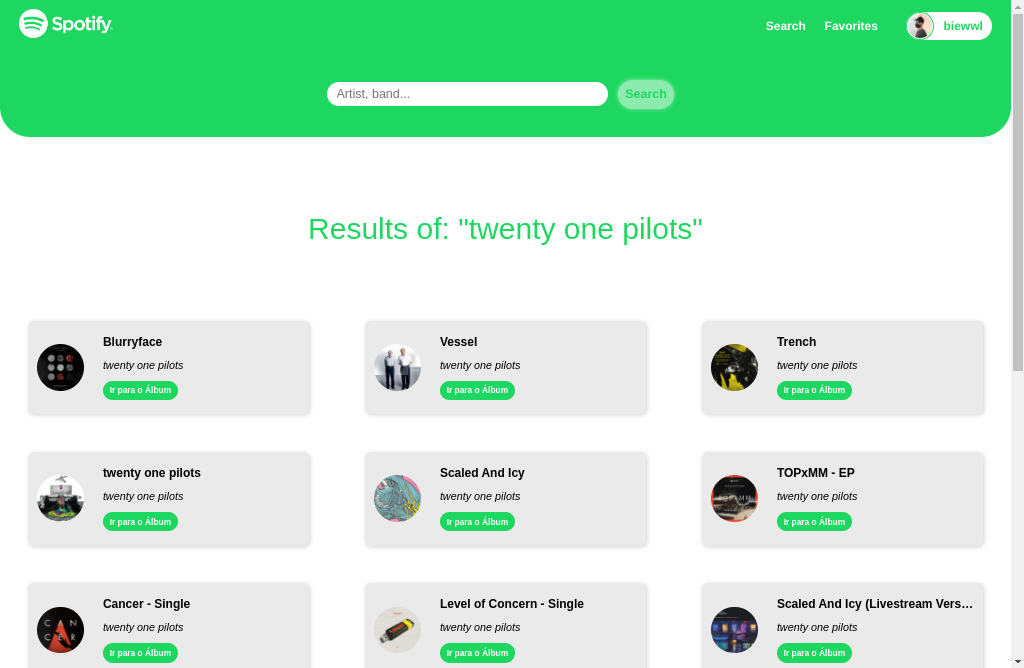 Spotify
Search Favorites biewwl
Artist, band... Search
Results of: "twenty one pilots"
Blurryface
twenty one pilots
Ir para o Álbum
Vessel
twenty one pilots
Ir para o Álbum
Trench
twenty one pilots
Ir para o Álbum
twenty one pilots
twenty one pilots
Ir para o Álbum
Scaled And Icy
twenty one pilots
Ir para o Álbum
TOPxMM - EP
twenty one pilots
Ir para o Álbum
CAN
CER
Cancer - Single
twenty one pilots
Ir para o Álbum
Level of Concern - Single
twenty one pilots
Ir para o Álbum
Scaled And Icy (Livestream Vers...
twenty one pilots
Ir para o Álbum